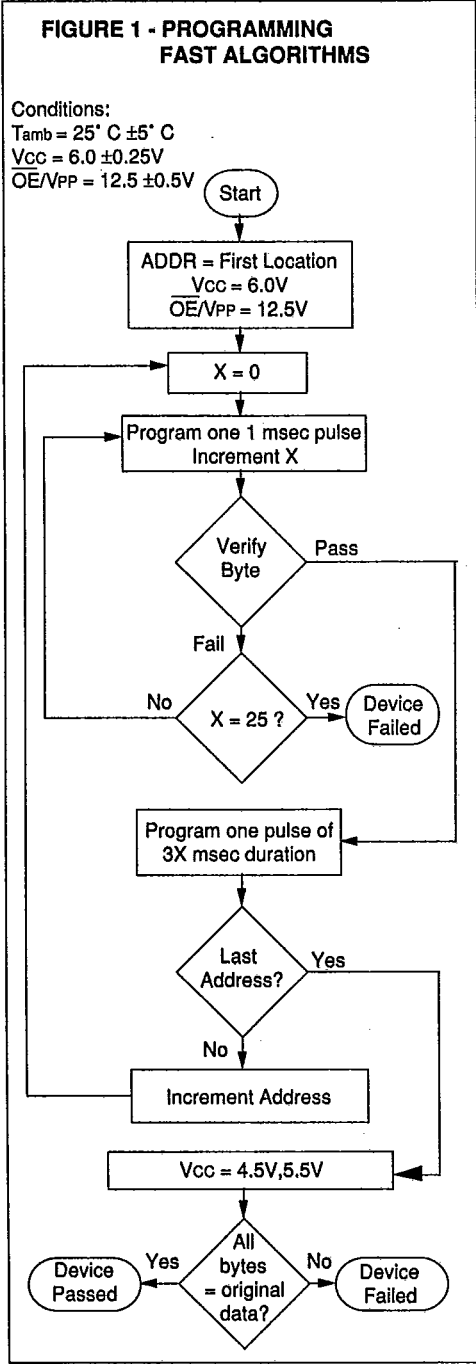 FIGURE 1 - PROGRAMMING
FAST ALGORITHMS
Conditions:
Tamb = 25° C ±5° C
VCC = 6.0 ±0.25V
O̅E̅/VPP = 12.5 ±0.5V
Start
ADDR = First Location
VCC = 6.0V
O̅E̅/VPP = 12.5V
X = 0
Program one 1 msec pulse
Increment X
Verify
Byte
Pass
Fail
No
X = 25 ?
Yes
Device
Failed
Program one pulse of
3X msec duration
Last
Address?
Yes
No
Increment Address
VCC = 4.5V,5.5V
All
bytes
= original
data?
Yes
No
Device
Passed
Device
Failed